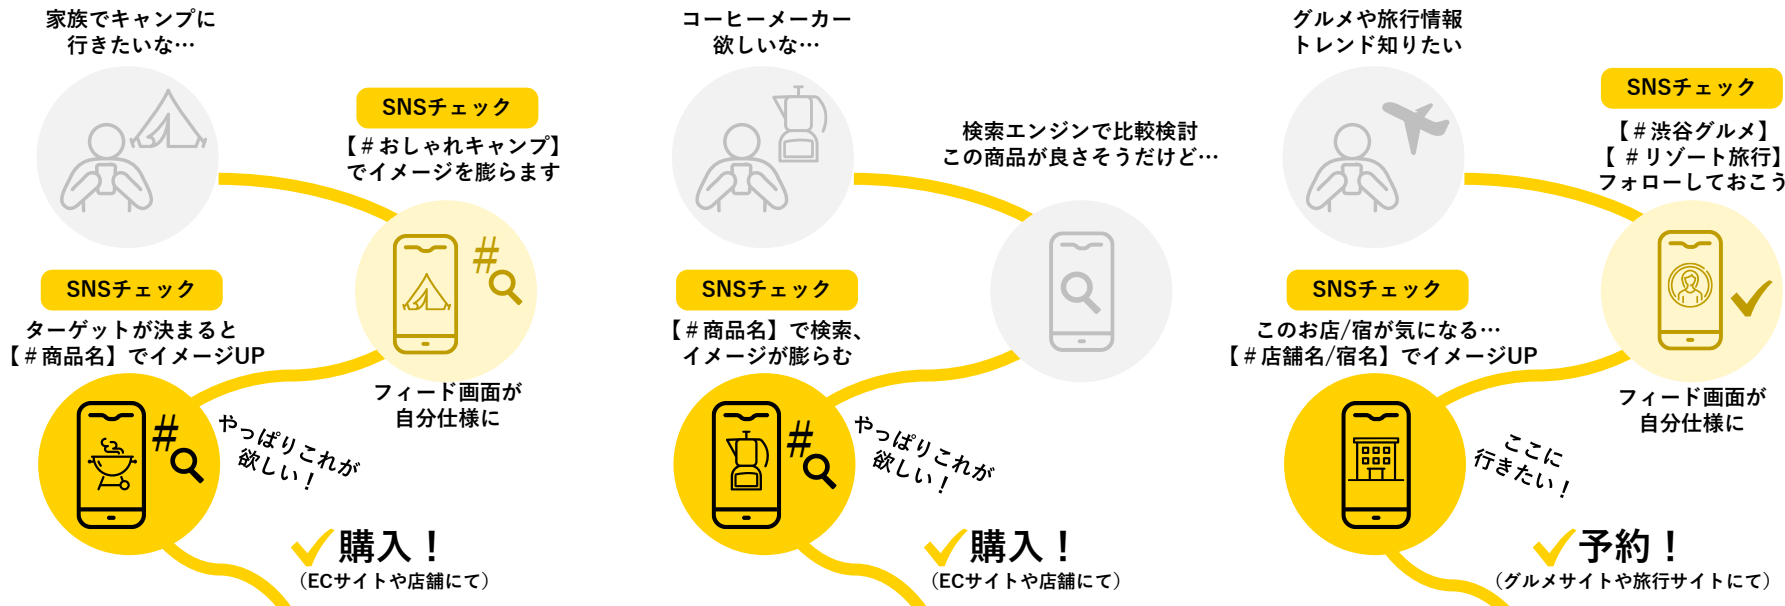 家族でキャンプに
行きたいな…
SNSチェック
【＃おしゃれキャンプ】
でイメージを膨らます
#
フィード画面が
自分仕様に
SNSチェック
ターゲットが決まると
【＃商品名】でイメージUP
#
やっぱりこれが
欲しい！
購入！
（ECサイトや店舗にて）
コーヒーメーカー
欲しいな…
検索エンジンで比較検討
この商品が良さそうだけど…
SNSチェック
【＃商品名】で検索、
イメージが膨らむ
#
やっぱりこれが
欲しい！
購入！
（ECサイトや店舗にて）
グルメや旅行情報
トレンド知りたい
SNSチェック
【＃渋谷グルメ】
【 ＃リゾート旅行】
フォローしておこう
フィード画面が
自分仕様に
SNSチェック
このお店/宿が気になる…
【＃店舗名/宿名】でイメージUP
ここに
行きたい！
予約！
（グルメサイトや旅行サイトにて）